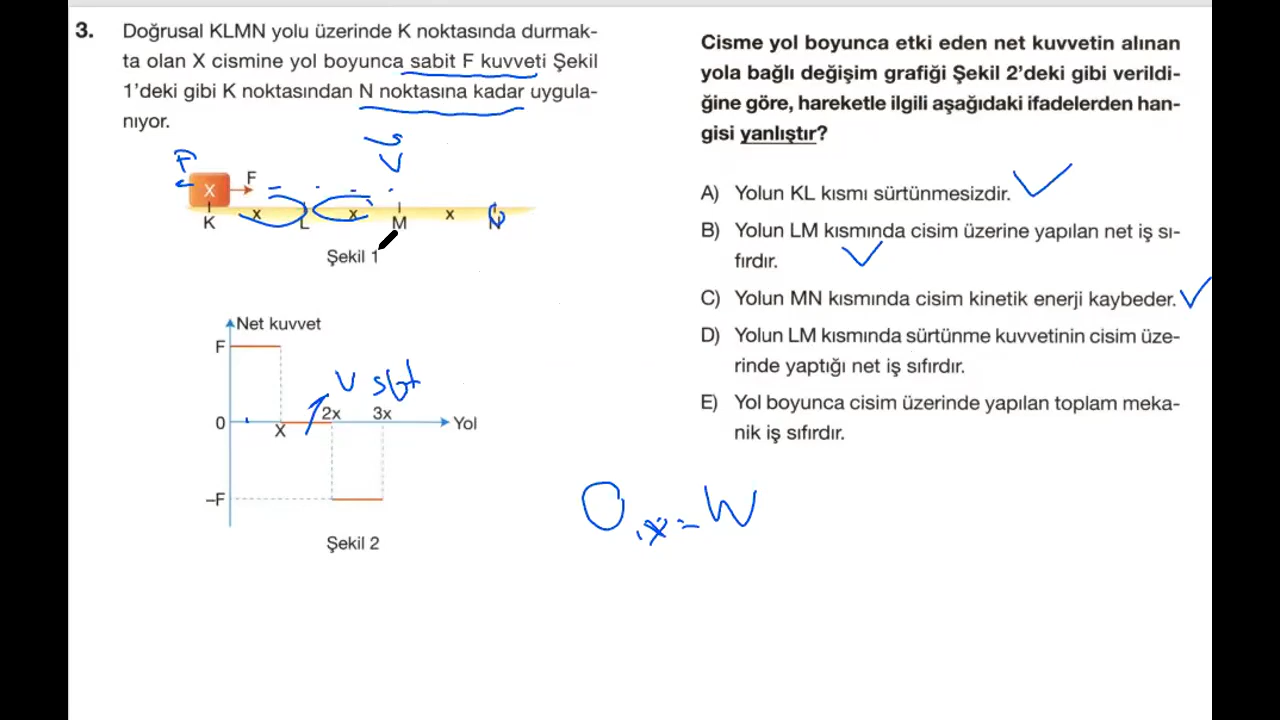 3. Doğrusal KLMN yolu üzerinde K noktasında durmak-
ta olan X cismine yol boyunca sabit F kuvveti Şekil
1'deki gibi K noktasından N noktasına kadar uygula-
nıyor.
V
F
X F
x x x
K L M N
Şekil 1
Net kuvvet
F
V sbt
0 X 2x 3x Yol
–F
Şekil 2
Cisme yol boyunca etki eden net kuvvetin alınan
yola bağlı değişim grafiği Şekil 2'deki gibi verildi-
ğine göre, hareketle ilgili aşağıdaki ifadelerden han-
gisi yanlıştır?
A) Yolun KL kısmı sürtünmesizdir.
B) Yolun LM kısmında cisim üzerine yapılan net iş sı-
fırdır.
C) Yolun MN kısmında cisim kinetik enerji kaybeder.
D) Yolun LM kısmında sürtünme kuvvetinin cisim üze-
rinde yaptığı net iş sıfırdır.
E) Yol boyunca cisim üzerinde yapılan toplam meka-
nik iş sıfırdır.
0.x = W